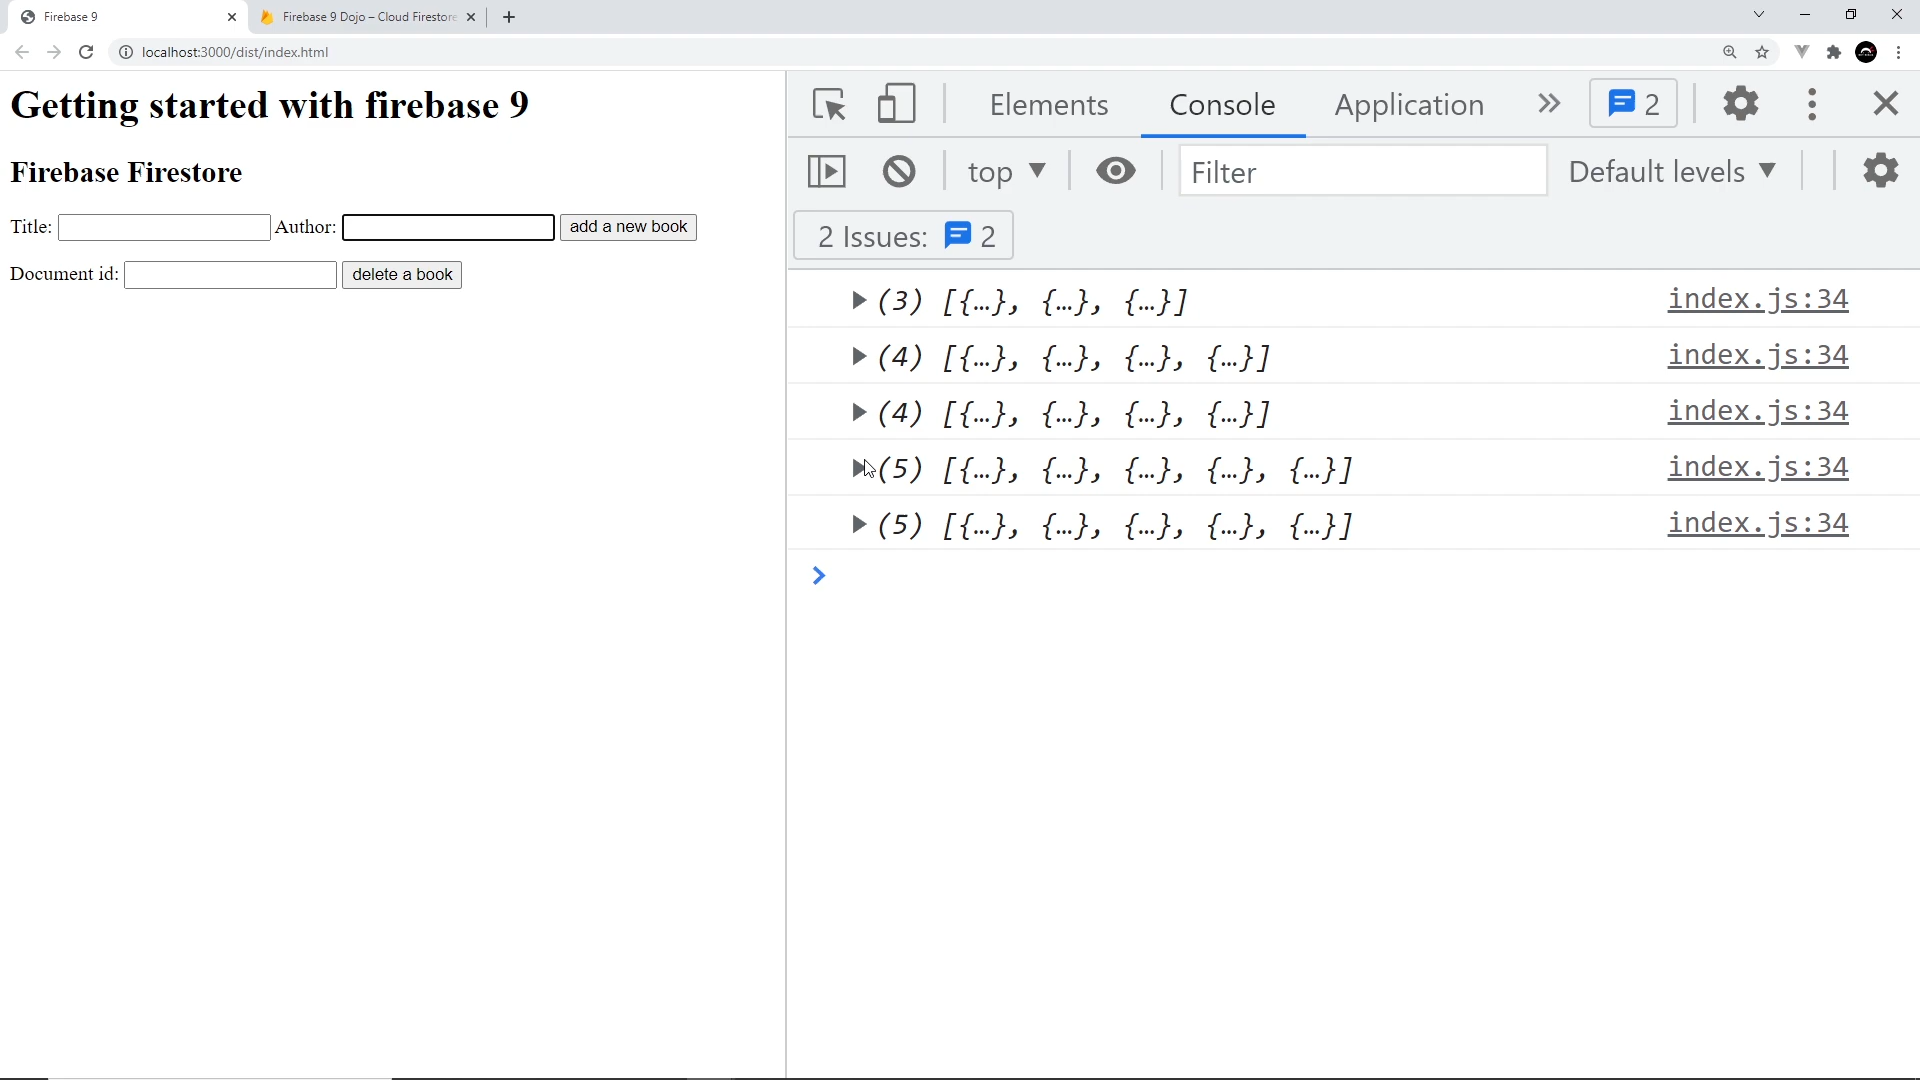 Firebase 9
Firebase 9 Dojo – Cloud Firestore
localhost:3000/dist/index.html
Getting started with firebase 9
Firebase Firestore
Title:
Author:
add a new book
Document id:
delete a book
Elements
Console
Application
2
top
Filter
Default levels
2 Issues:
2
(3) [{…}, {…}, {…}]
index.js:34
(4) [{…}, {…}, {…}, {…}]
index.js:34
(4) [{…}, {…}, {…}, {…}]
index.js:34
(5) [{…}, {…}, {…}, {…}, {…}]
index.js:34
(5) [{…}, {…}, {…}, {…}, {…}]
index.js:34